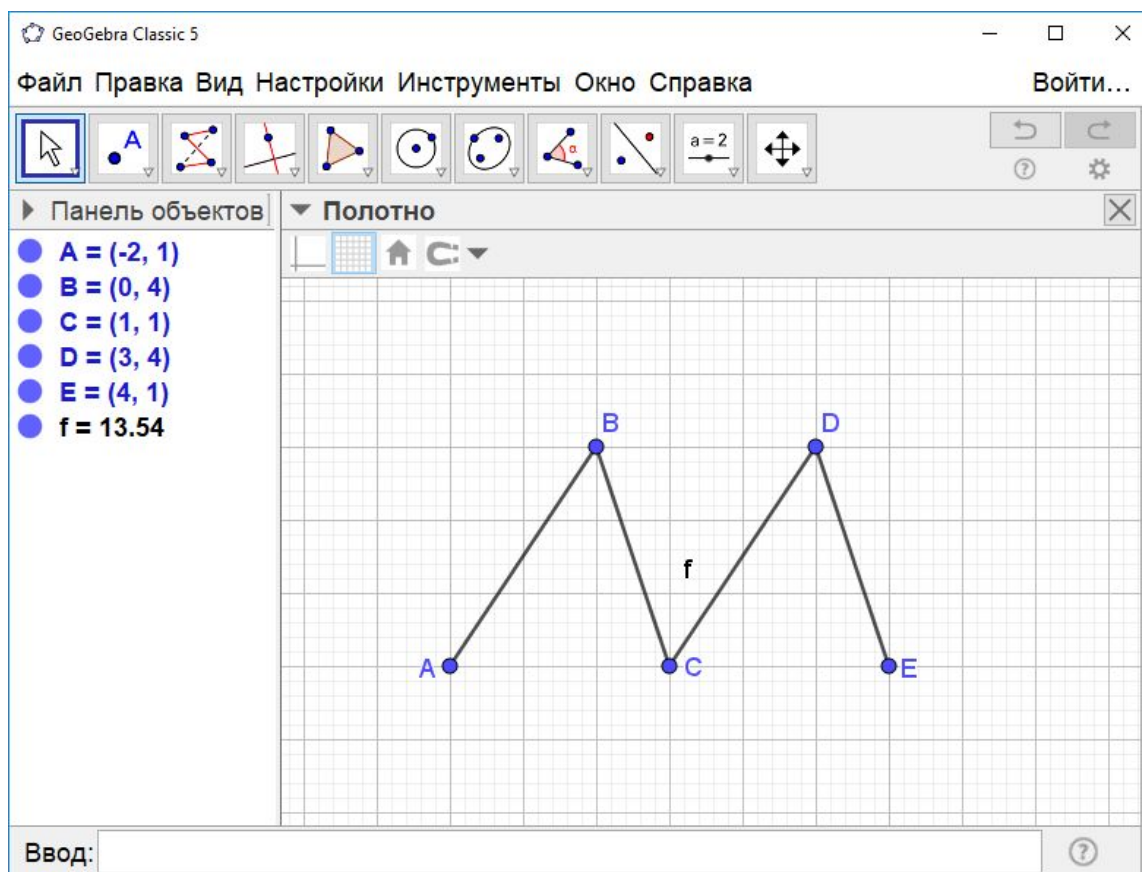 GeoGebra Classic 5
Файл Правка Вид Настройки Инструменты Окно Справка Войти...
A α a = 2
Панель объектов Полотно
A = (-2, 1)
B = (0, 4)
C = (1, 1)
D = (3, 4)
E = (4, 1)
f = 13.54
B D
f
A C E
Ввод: